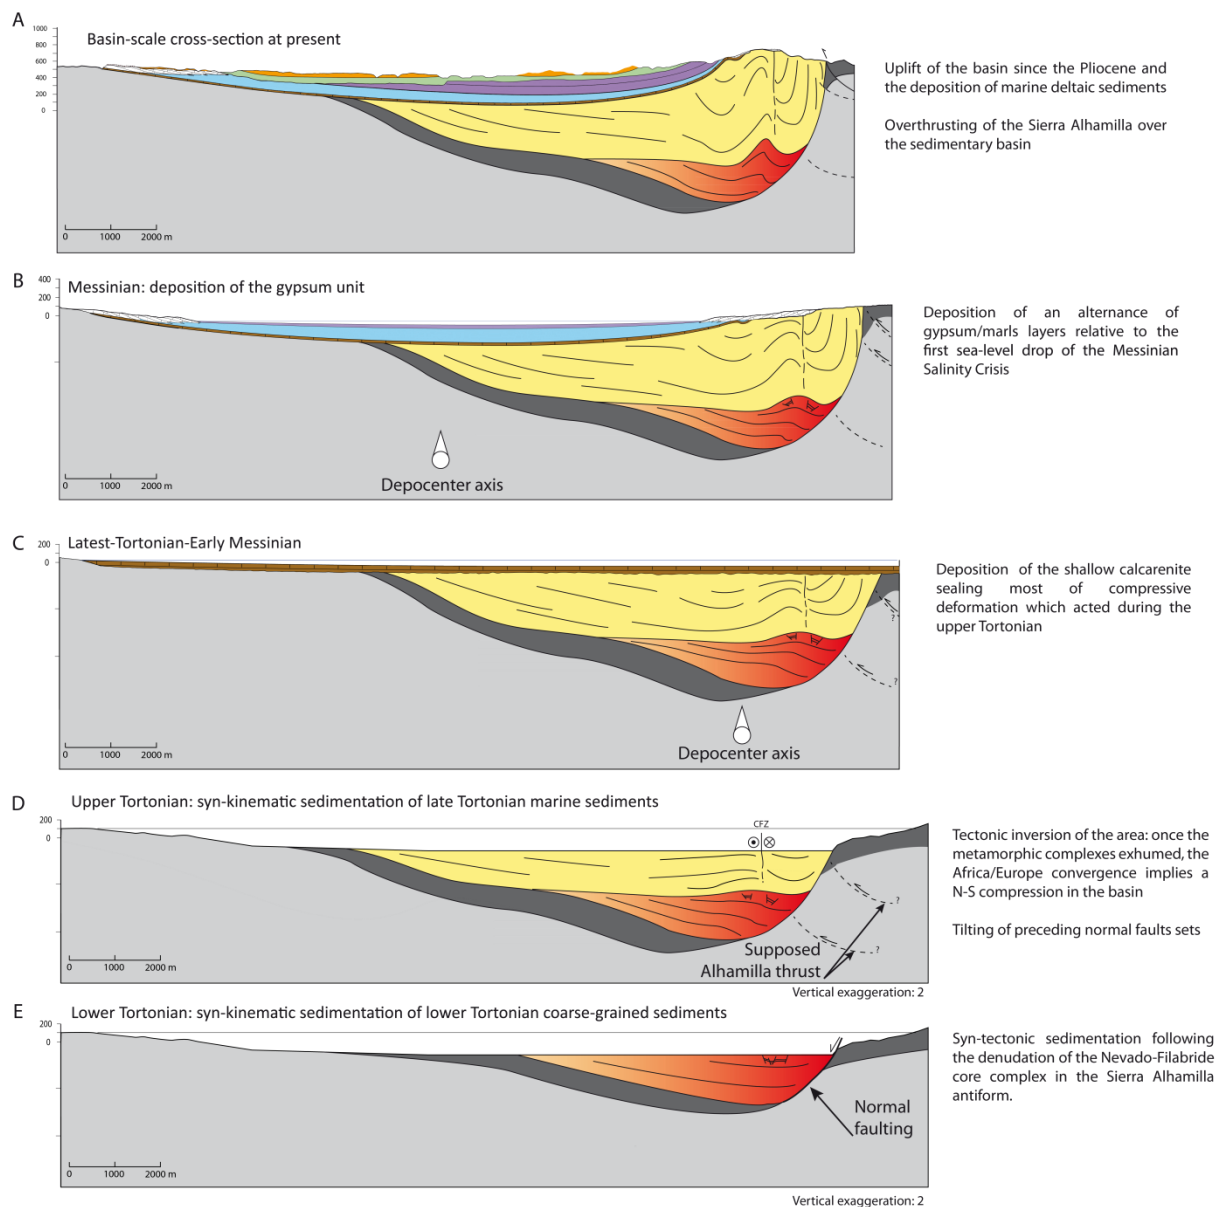 A
Basin-scale cross-section at present
1000
800
600
400
200
0
0 1000 2000 m
Uplift of the basin since the Pliocene and
the deposition of marine deltaic sediments
Overthrusting of the Sierra Alhamilla over
the sedimentary basin
B
Messinian: deposition of the gypsum unit
400
200
0
Depocenter axis
0 1000 2000 m
Deposition of an alternance of
gypsum/marls layers relative to the
first sea-level drop of the Messinian
Salinity Crisis
C
Latest-Tortonian-Early Messinian
200
0
?
?
Depocenter axis
0 1000 2000 m
Deposition of the shallow calcarenite
sealing most of compressive
deformation which acted during the
upper Tortonian
D
Upper Tortonian: syn-kinematic sedimentation of late Tortonian marine sediments
200
0
CFZ
?
?
Supposed
Alhamilla thrust
0 1000 2000 m
Vertical exaggeration: 2
Tectonic inversion of the area: once the
metamorphic complexes exhumed, the
Africa/Europe convergence implies a
N-S compression in the basin
Tilting of preceding normal faults sets
E
Lower Tortonian: syn-kinematic sedimentation of lower Tortonian coarse-grained sediments
200
0
Normal
faulting
0 1000 2000 m
Vertical exaggeration: 2
Syn-tectonic sedimentation following
the denudation of the Nevado-Filabride
core complex in the Sierra Alhamilla
antiform.